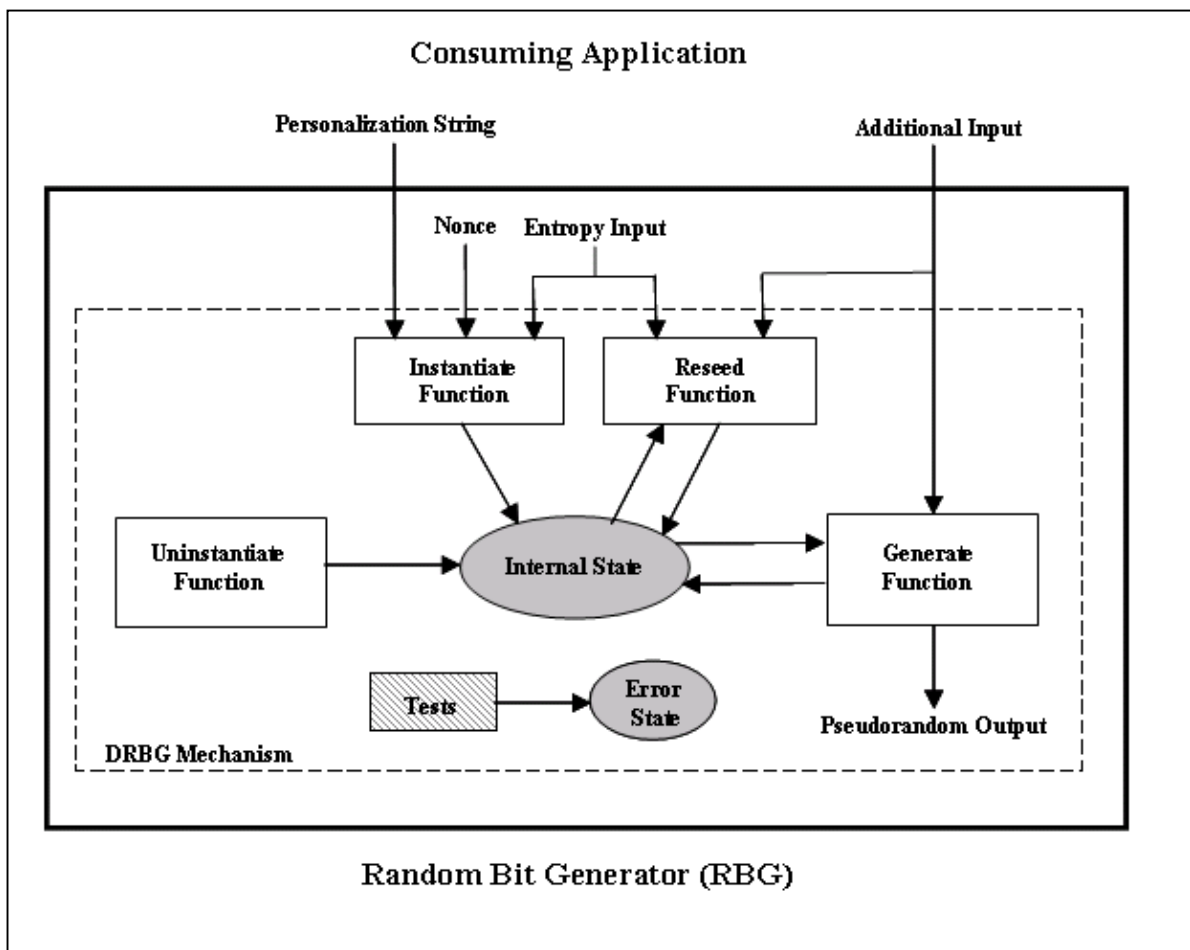 Consuming Application
Personalization String
Additional Input
Nonce
Entropy Input
Instantiate
Function
Reseed
Function
Uninstantiate
Function
Internal State
Generate
Function
Tests
Error
State
Pseudorandom Output
DRBG Mechanism
Random Bit Generator (RBG)